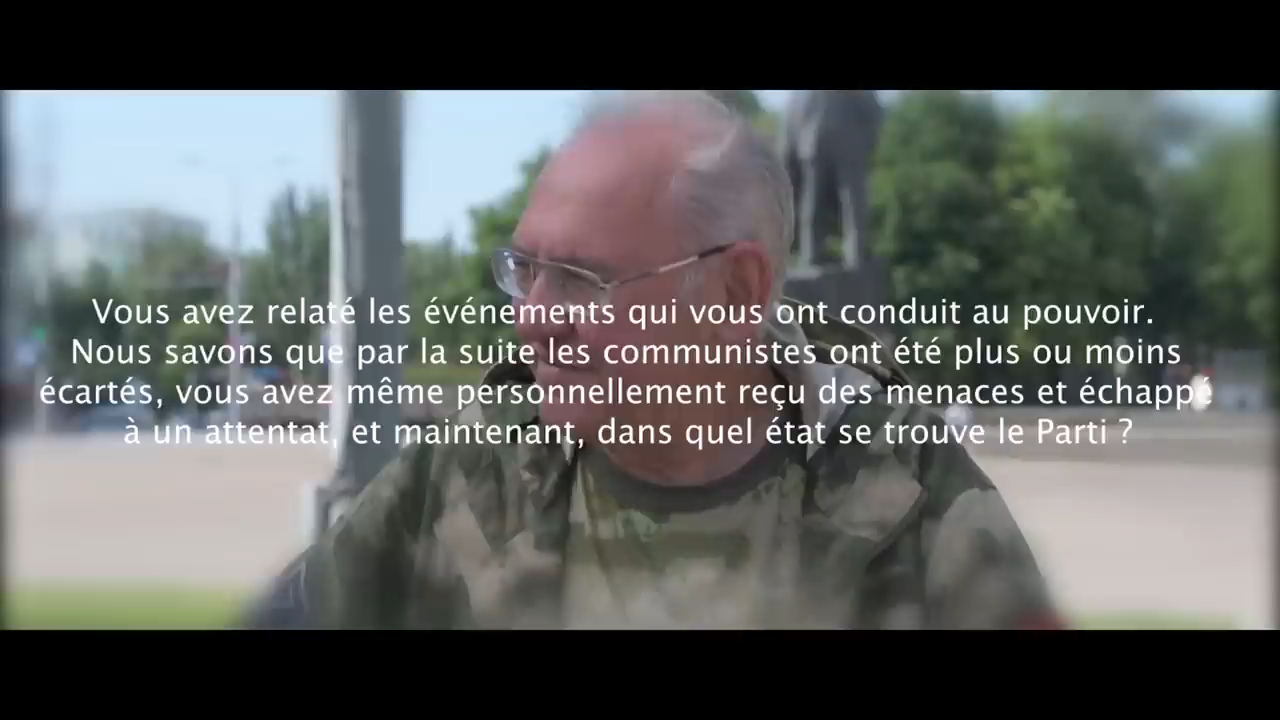 Vous avez relaté les événements qui vous ont conduit au pouvoir.
Nous savons que par la suite les communistes ont été plus ou moins
écartés, vous avez même personnellement reçu des menaces et échappé
à un attentat, et maintenant, dans quel état se trouve le Parti ?